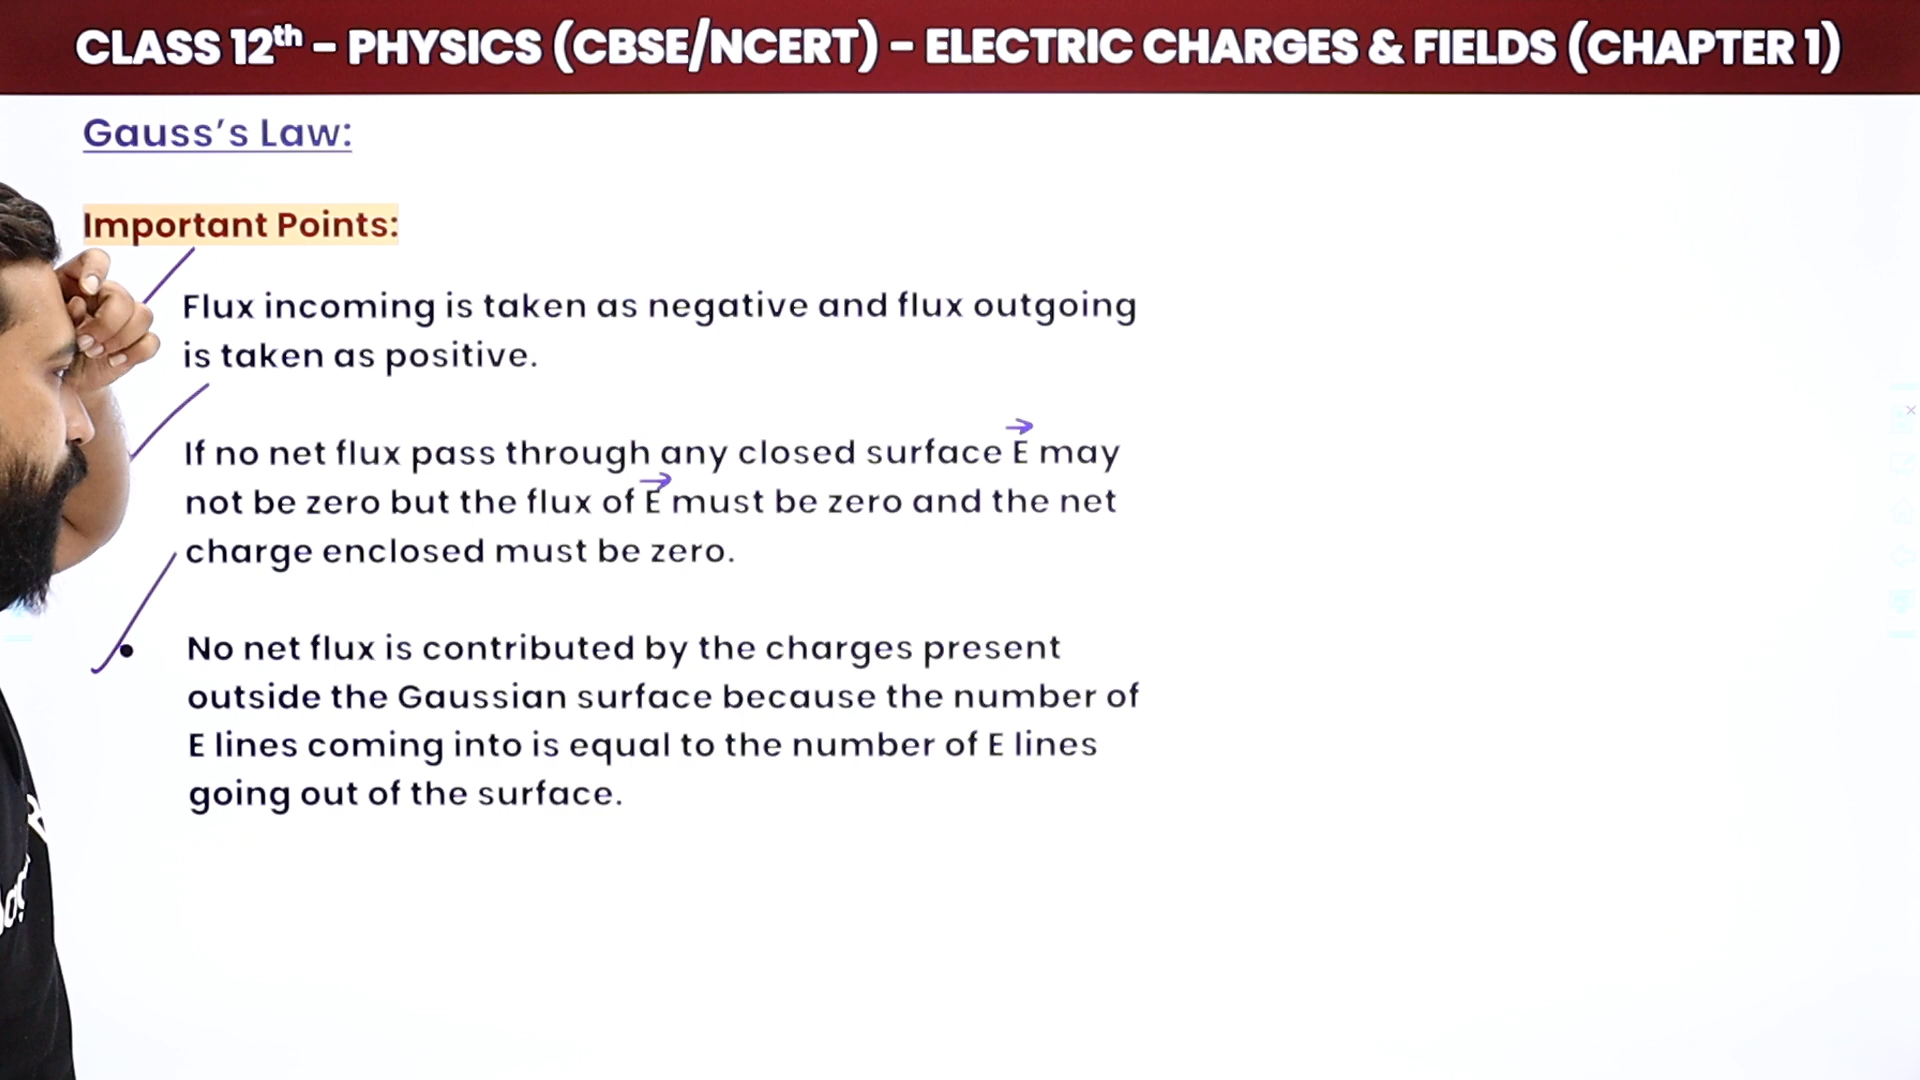 CLASS 12th – PHYSICS (CBSE/NCERT) – ELECTRIC CHARGES & FIELDS (CHAPTER 1)
Gauss's Law:
Important Points:
Flux incoming is taken as negative and flux outgoing
is taken as positive.
If no net flux pass through any closed surface E⃗ may
not be zero but the flux of E⃗ must be zero and the net
charge enclosed must be zero.
• No net flux is contributed by the charges present
outside the Gaussian surface because the number of
E lines coming into is equal to the number of E lines
going out of the surface.